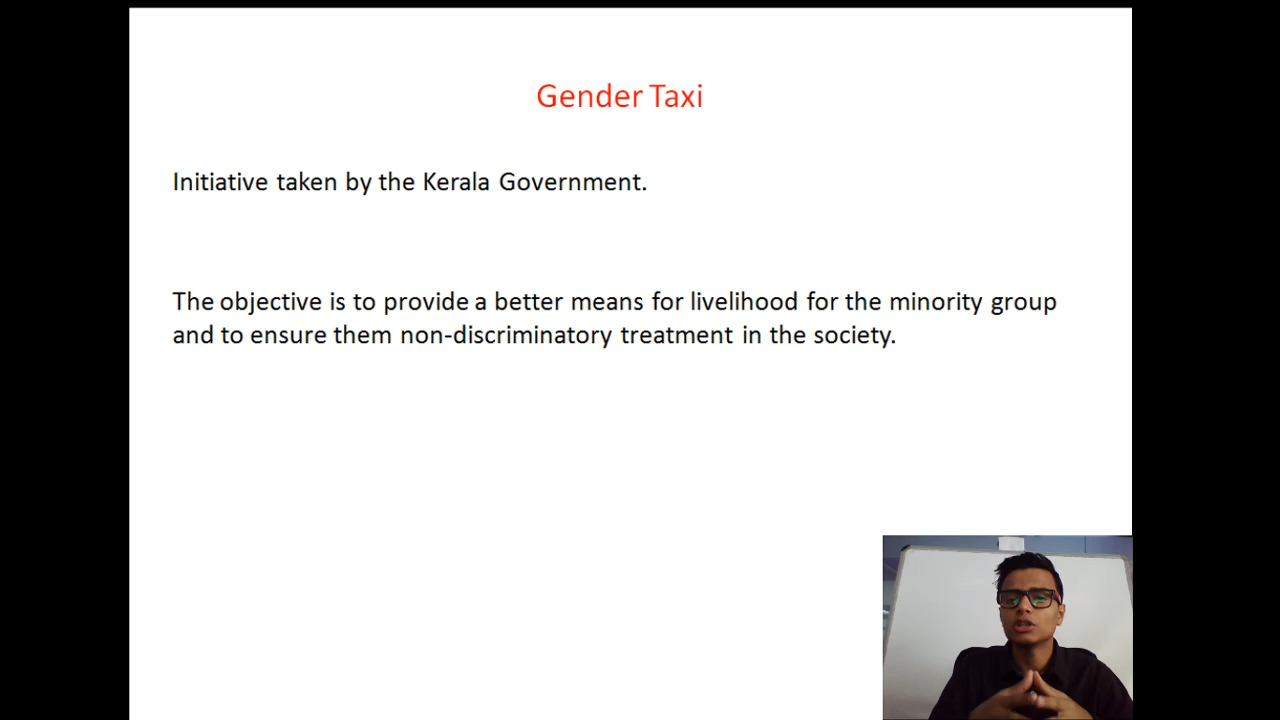 Gender Taxi
Initiative taken by the Kerala Government.
The objective is to provide a better means for livelihood for the minority group
and to ensure them non-discriminatory treatment in the society.